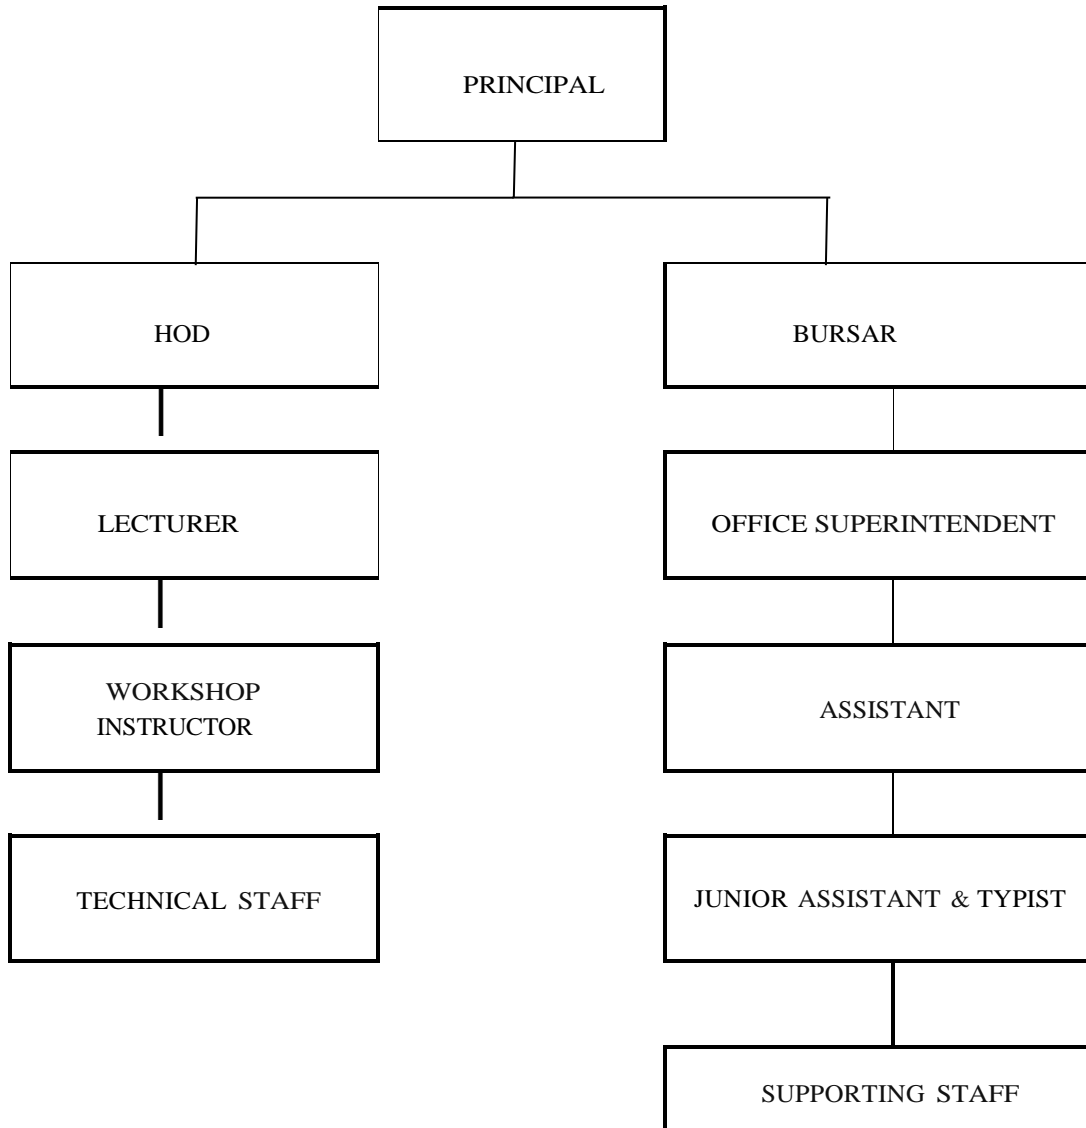 PRINCIPAL
HOD
BURSAR
LECTURER
OFFICE SUPERINTENDENT
WORKSHOP
INSTRUCTOR
ASSISTANT
TECHNICAL STAFF
JUNIOR ASSISTANT & TYPIST
SUPPORTING STAFF